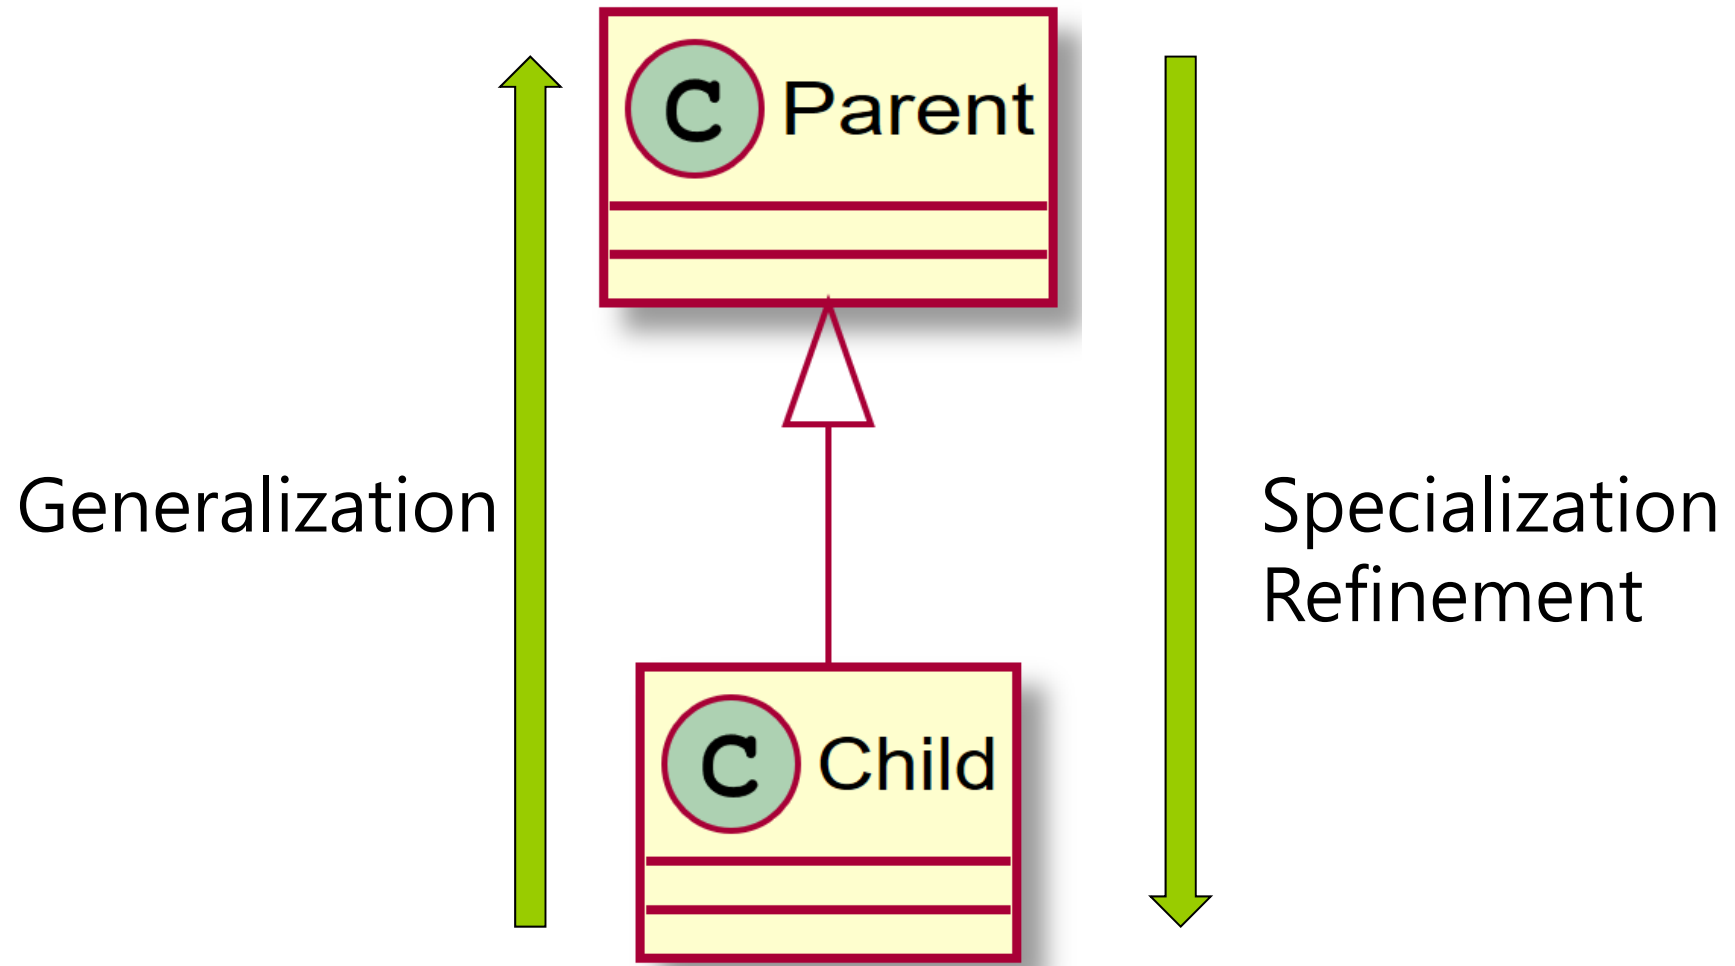 C Parent
Generalization
Specialization
Refinement
C Child